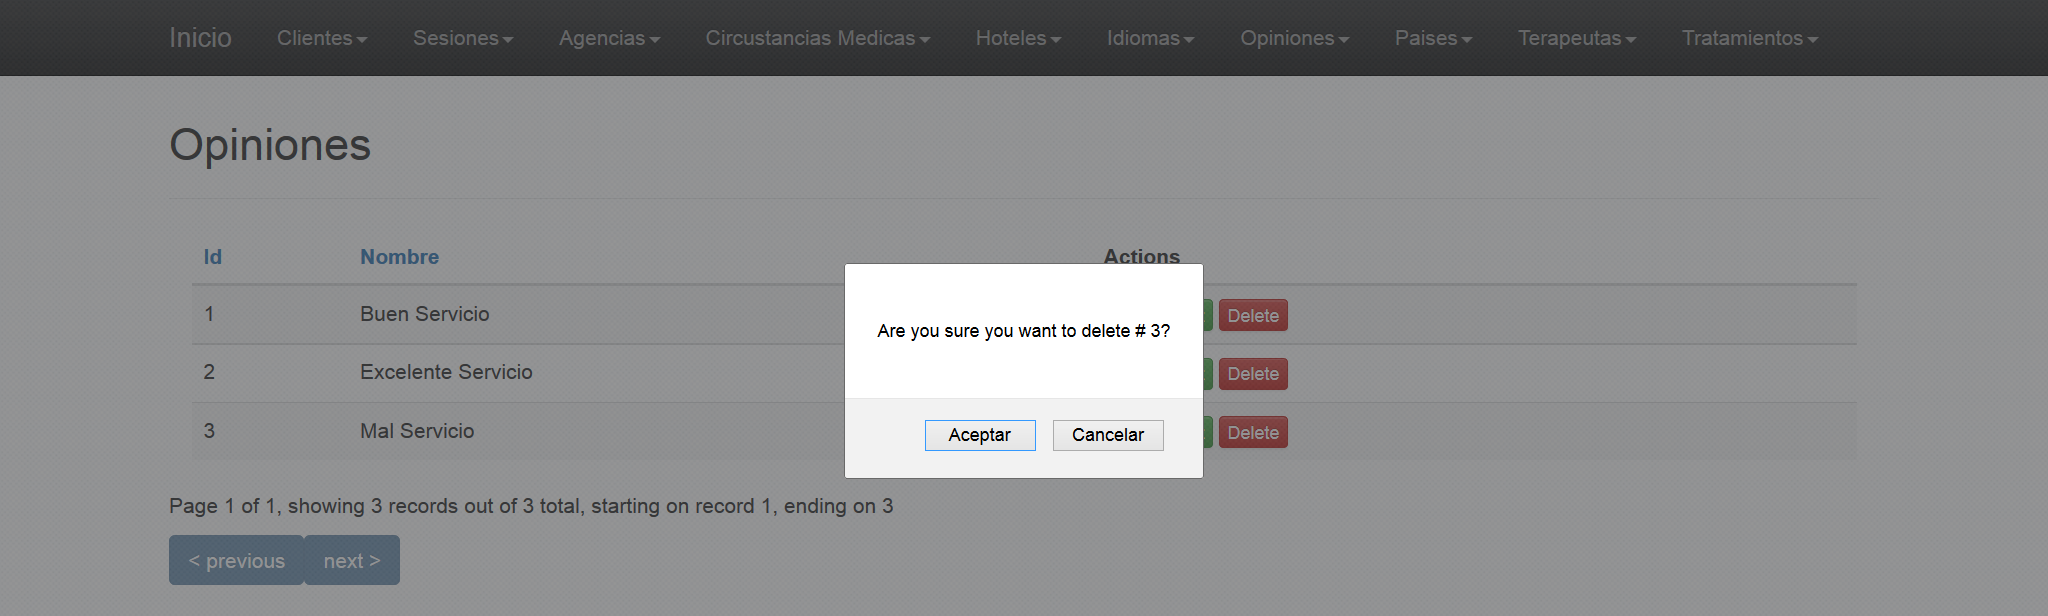 Inicio Clientes Sesiones Agencias Circustancias Medicas Hoteles Idiomas Opiniones Paises Terapeutas Tratamientos
Opiniones
Id Nombre Actions
1 Buen Servicio Delete
2 Excelente Servicio Delete
3 Mal Servicio Delete
Are you sure you want to delete # 3?
Aceptar Cancelar
Page 1 of 1, showing 3 records out of 3 total, starting on record 1, ending on 3
< previous next >